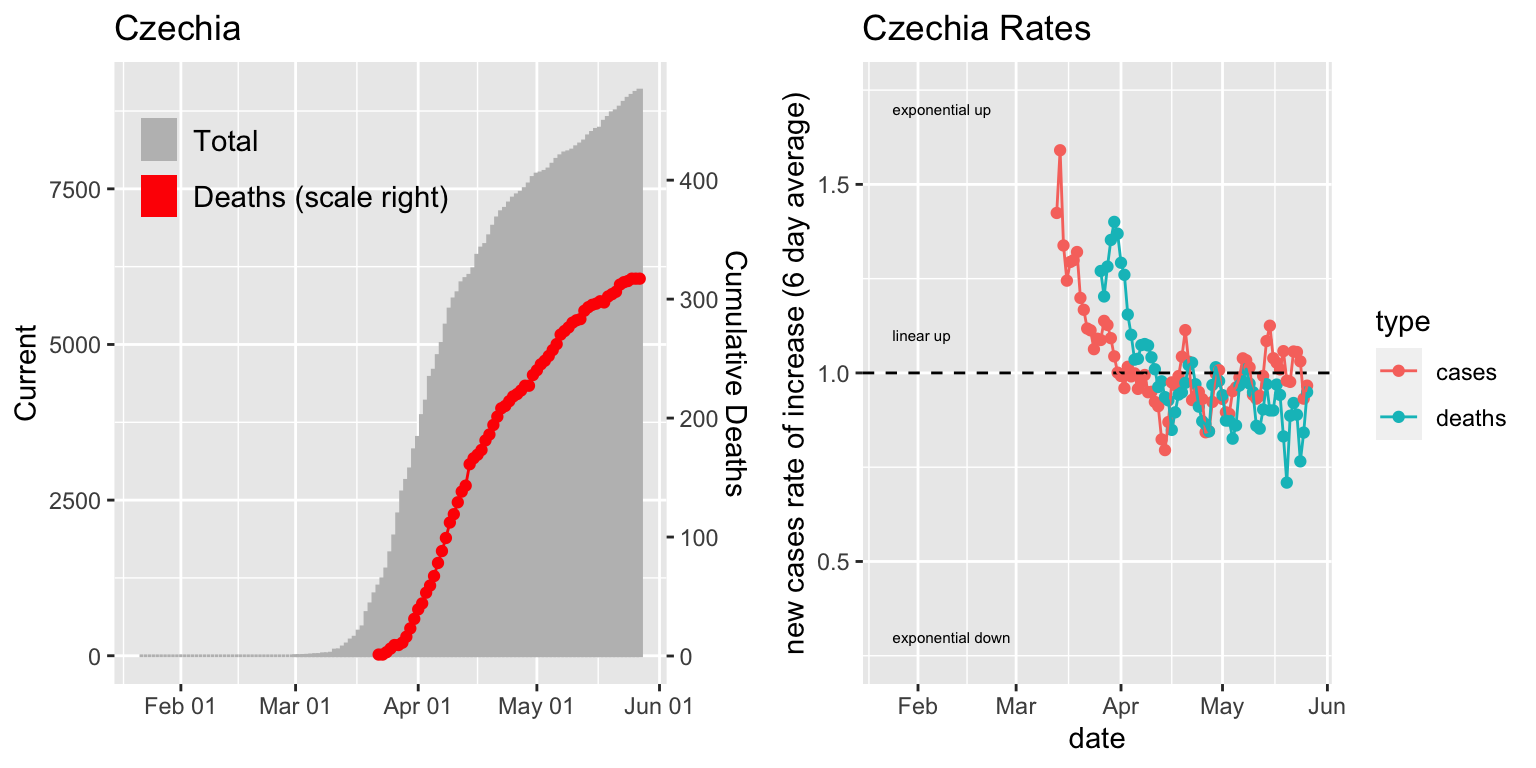 Czechia
Total
Deaths (scale right)
Current
7500
5000
2500
0
400
300
200
100
0
Cumulative Deaths
Feb 01
Mar 01
Apr 01
May 01
Jun 01
Czechia Rates
new cases rate of increase (6 day average)
1.5
1.0
0.5
exponential up
linear up
exponential down
Feb
Mar
Apr
May
Jun
date
type
cases
deaths